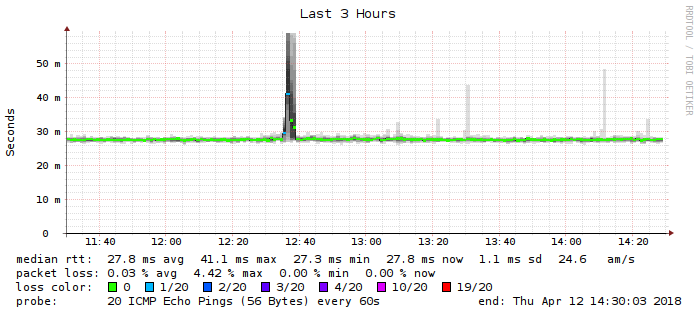 Last 3 Hours
RRDTOOL / TOBI OETIKER
Seconds
50 m
40 m
30 m
20 m
10 m
0
11:40 12:00 12:20 12:40 13:00 13:20 13:40 14:00 14:20
median rtt: 27.8 ms avg 41.1 ms max 27.3 ms min 27.8 ms now 1.1 ms sd 24.6 am/s
packet loss: 0.03 % avg 4.42 % max 0.00 % min 0.00 % now
loss color: 0 1/20 2/20 3/20 4/20 10/20 19/20
probe: 20 ICMP Echo Pings (56 Bytes) every 60s end: Thu Apr 12 14:30:03 2018